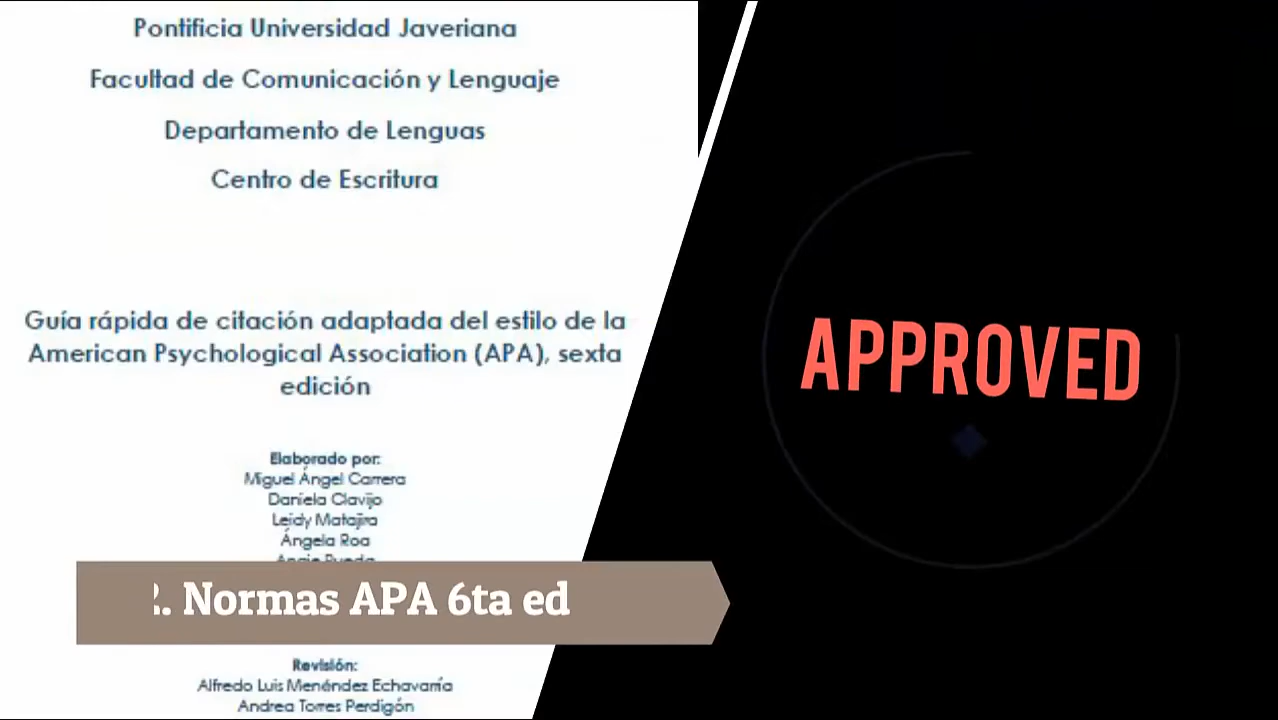 Pontificia Universidad Javeriana
Facultad de Comunicación y Lenguaje
Departamento de Lenguas
Centro de Escritura
Guía rápida de citación adaptada del estilo de la
American Psychological Association (APA), sexta
edición
Elaborado por:
Miguel Ángel Carrera
Daniela Clavijo
Leidy Matajira
Ángela Roa
2. Normas APA 6ta ed
Revisión:
Alfredo Luis Menéndez Echavarría
Andrea Torres Perdigón
APPROVED